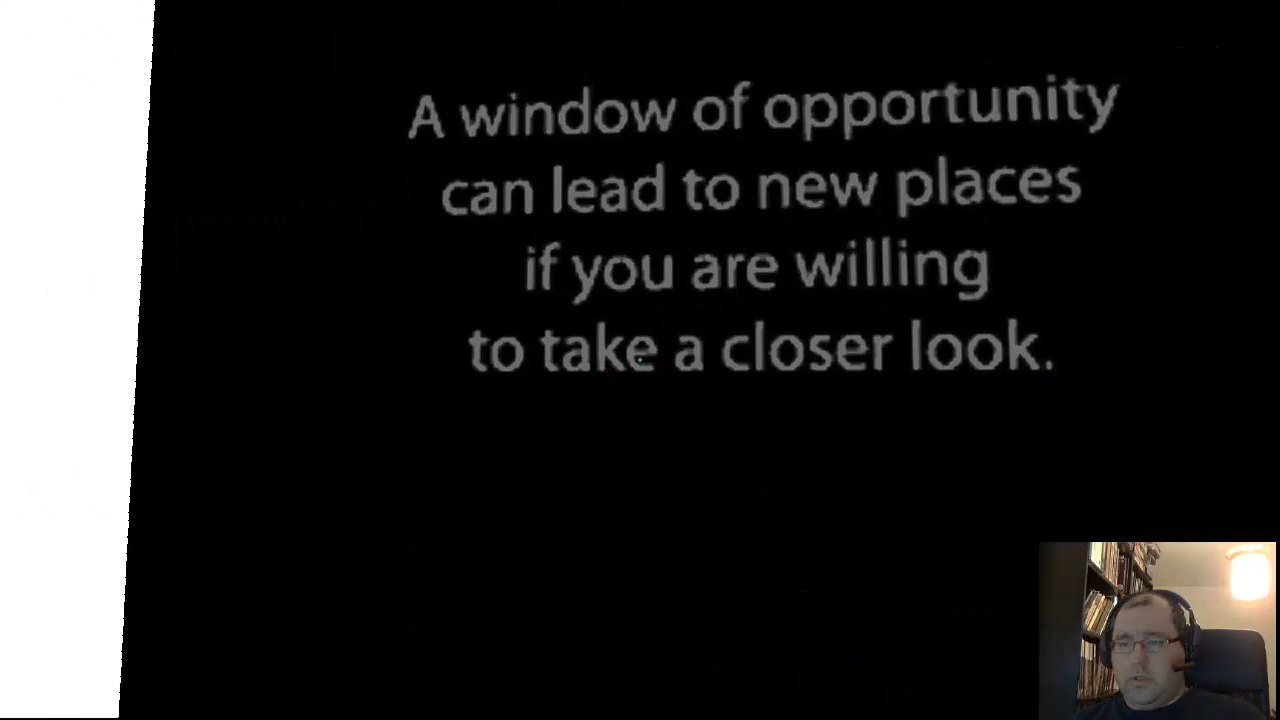 A window of opportunity
can lead to new places
if you are willing
to take a closer look.